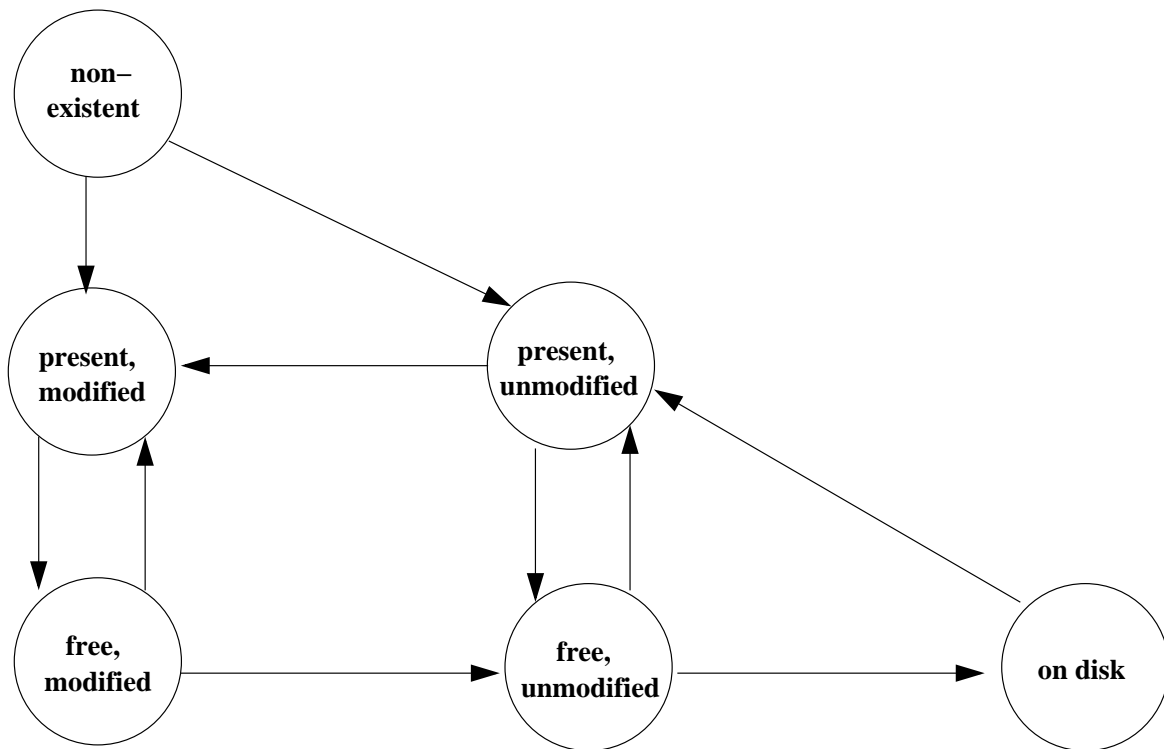 non−
existent
present,
modified
present,
unmodified
free,
modified
free,
unmodified
on disk